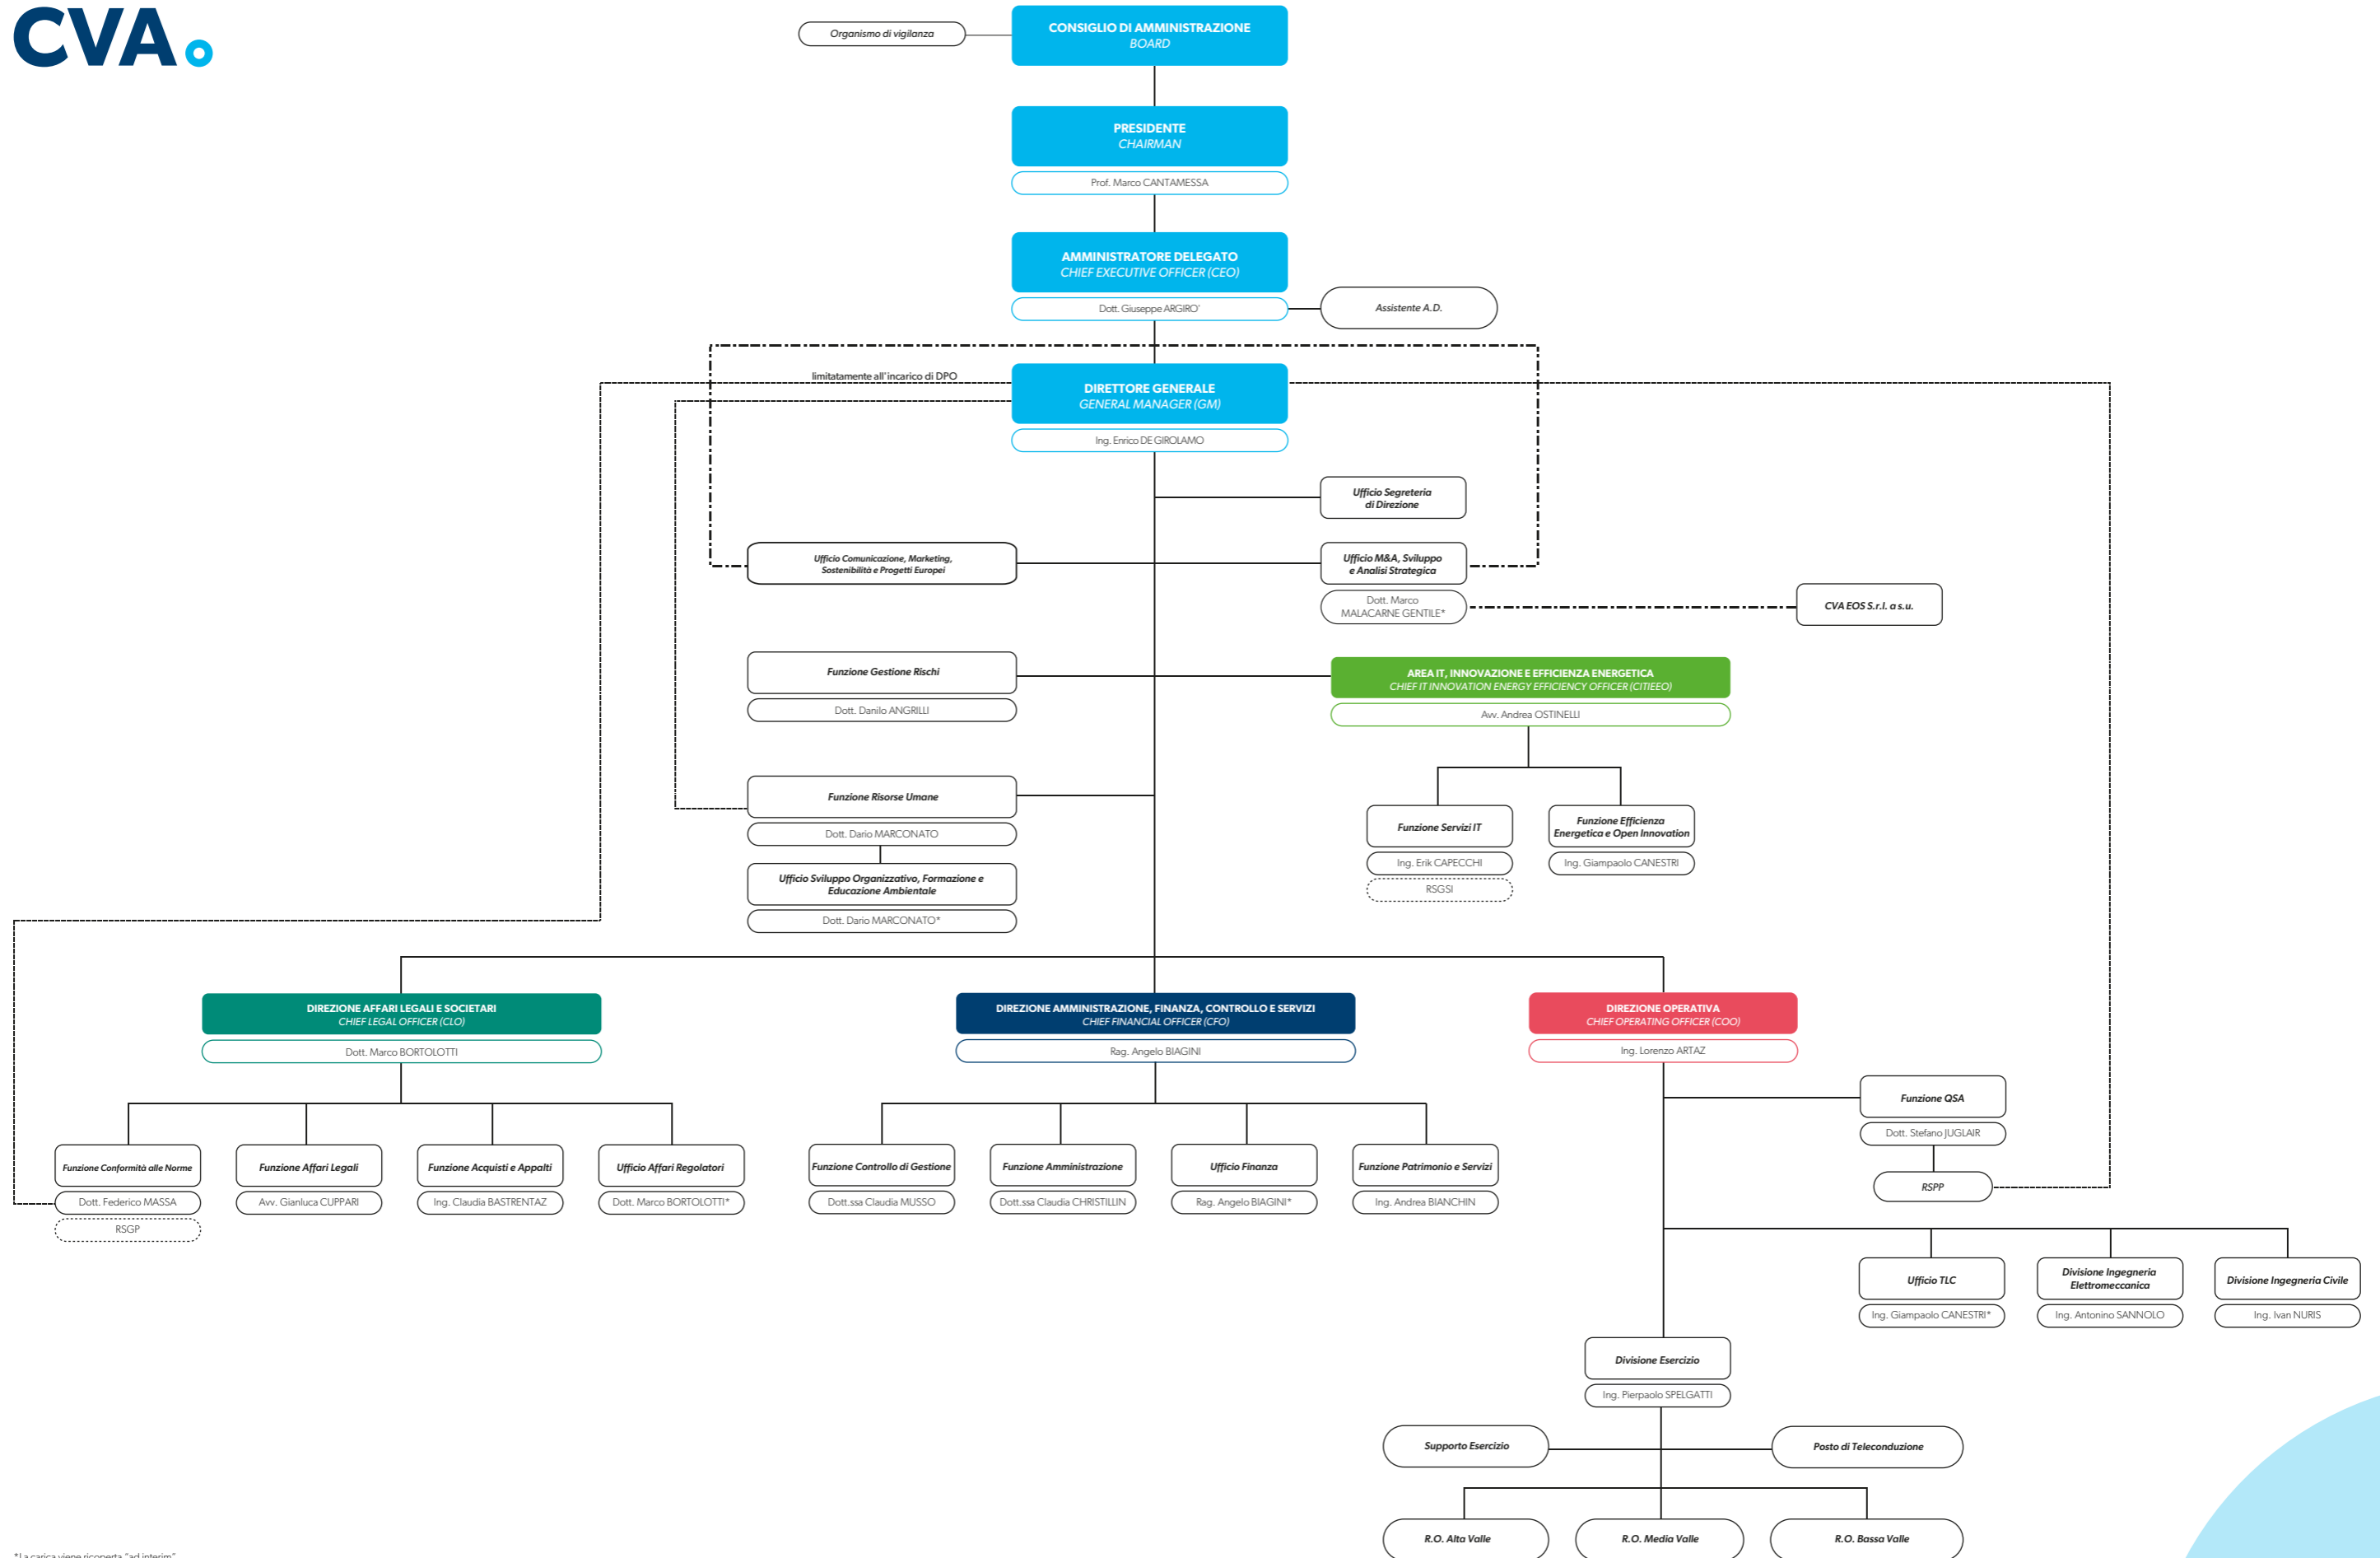 CVA
Organismo di vigilanza
CONSIGLIO DI AMMINISTRAZIONE
BOARD
PRESIDENTE
CHAIRMAN
Prof. Marco CANTAMESSA
AMMINISTRATORE DELEGATO
CHIEF EXECUTIVE OFFICER (CEO)
Dott. Giuseppe ARGIRO'
Assistente A.D.
limitatamente all'incarico di DPO
DIRETTORE GENERALE
GENERAL MANAGER (GM)
Ing. Enrico DE GIROLAMO
Ufficio Segreteria
di Direzione
Ufficio Comunicazione, Marketing,
Sostenibilità e Progetti Europei
Ufficio M&A, Sviluppo
e Analisi Strategica
Dott. Marco
MALACARNE GENTILE*
CVA EOS S.r.l. a s.u.
Funzione Gestione Rischi
Dott. Danilo ANGRILLI
AREA IT, INNOVAZIONE E EFFICIENZA ENERGETICA
CHIEF IT INNOVATION ENERGY EFFICIENCY OFFICER (CITIEEO)
Avv. Andrea OSTINELLI
Funzione Risorse Umane
Dott. Dario MARCONATO
Ufficio Sviluppo Organizzativo, Formazione e
Educazione Ambientale
Dott. Dario MARCONATO*
Funzione Servizi IT
Ing. Erik CAPECCHI
RSGSI
Funzione Efficienza
Energetica e Open Innovation
Ing. Giampaolo CANESTRI
DIREZIONE AFFARI LEGALI E SOCIETARI
CHIEF LEGAL OFFICER (CLO)
Dott. Marco BORTOLOTTI
DIREZIONE AMMINISTRAZIONE, FINANZA, CONTROLLO E SERVIZI
CHIEF FINANCIAL OFFICER (CFO)
Rag. Angelo BIAGINI
DIREZIONE OPERATIVA
CHIEF OPERATING OFFICER (COO)
Ing. Lorenzo ARTAZ
Funzione QSA
Dott. Stefano JUGLAIR
RSPP
Funzione Conformità alle Norme
Dott. Federico MASSA
RSGP
Funzione Affari Legali
Avv. Gianluca CUPPARI
Funzione Acquisti e Appalti
Ing. Claudia BASTRENTAZ
Ufficio Affari Regolatori
Dott. Marco BORTOLOTTI*
Funzione Controllo di Gestione
Dott.ssa Claudia MUSSO
Funzione Amministrazione
Dott.ssa Claudia CHRISTILLIN
Ufficio Finanza
Rag. Angelo BIAGINI*
Funzione Patrimonio e Servizi
Ing. Andrea BIANCHIN
Ufficio TLC
Ing. Giampaolo CANESTRI*
Divisione Ingegneria
Elettromeccanica
Ing. Antonino SANNOLO
Divisione Ingegneria Civile
Ing. Ivan NURIS
Divisione Esercizio
Ing. Pierpaolo SPELGATTI
Supporto Esercizio
Posto di Teleconduzione
R.O. Alta Valle
R.O. Media Valle
R.O. Bassa Valle
*La carica viene ricoperta "ad interim"